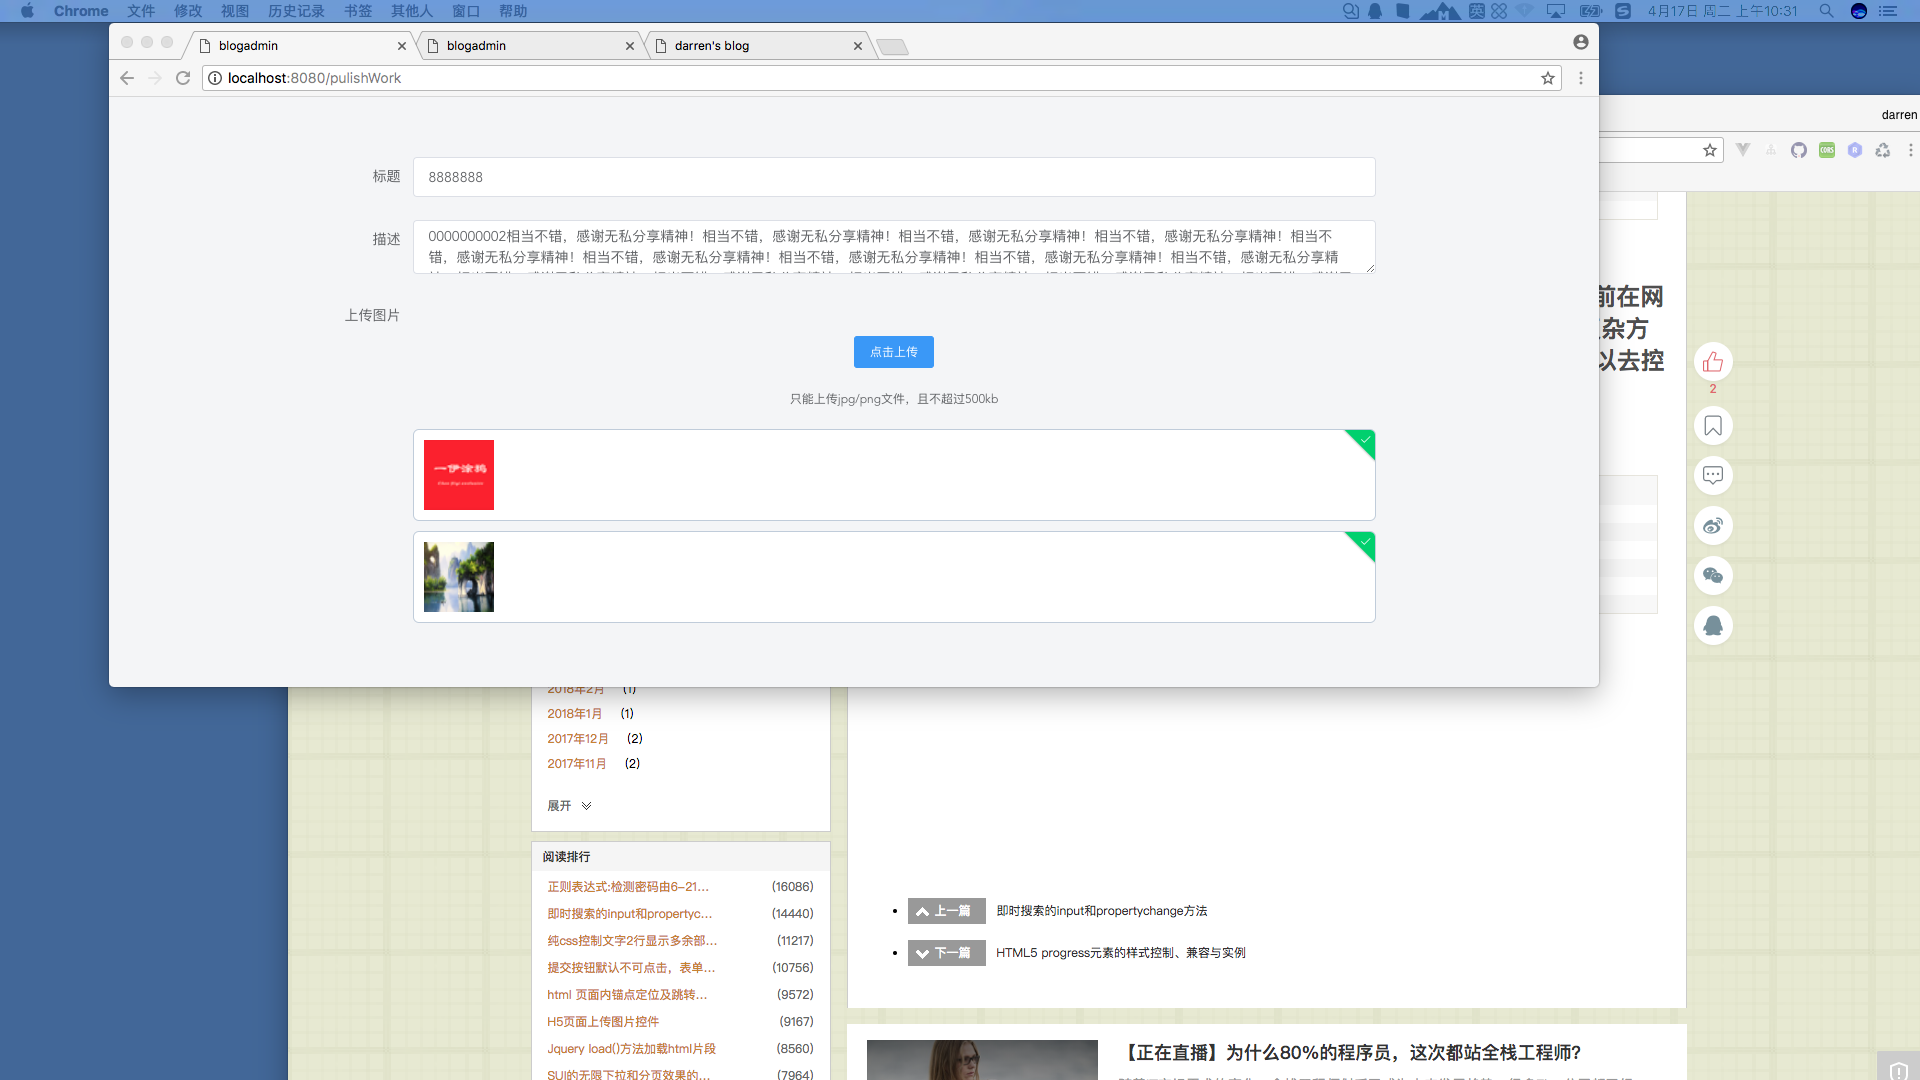 Chrome 文件 修改 视图 历史记录 书签 其他人 窗口 帮助
英
4月17日 周二 上午10:31
blogadmin
blogadmin
darren's blog
localhost:8080/pulishWork
darren
标题
8888888
描述
0000000002相当不错，感谢无私分享精神！相当不错，感谢无私分享精神！相当不错，感谢无私分享精神！相当不错，感谢无私分享精神！相当不
错，感谢无私分享精神！相当不错，感谢无私分享精神！相当不错，感谢无私分享精神！相当不错，感谢无私分享精神！相当不错，感谢无私分享精
上传图片
点击上传
只能上传jpg/png文件，且不超过500kb
前在网
杂方
以去控
2
2018年2月 (1)
2018年1月 (1)
2017年12月 (2)
2017年11月 (2)
展开
阅读排行
正则表达式:检测密码由6-21... (16086)
即时搜索的input和propertyc... (14440)
纯css控制文字2行显示多余部... (11217)
提交按钮默认不可点击，表单... (10756)
html 页面内锚点定位及跳转... (9572)
H5页面上传图片控件 (9167)
Jquery load()方法加载html片段 (8560)
SUI的无限下拉和分页效果的... (7964)
上一篇 即时搜索的input和propertychange方法
下一篇 HTML5 progress元素的样式控制、兼容与实例
【正在直播】为什么80%的程序员，这次都站全栈工程师?